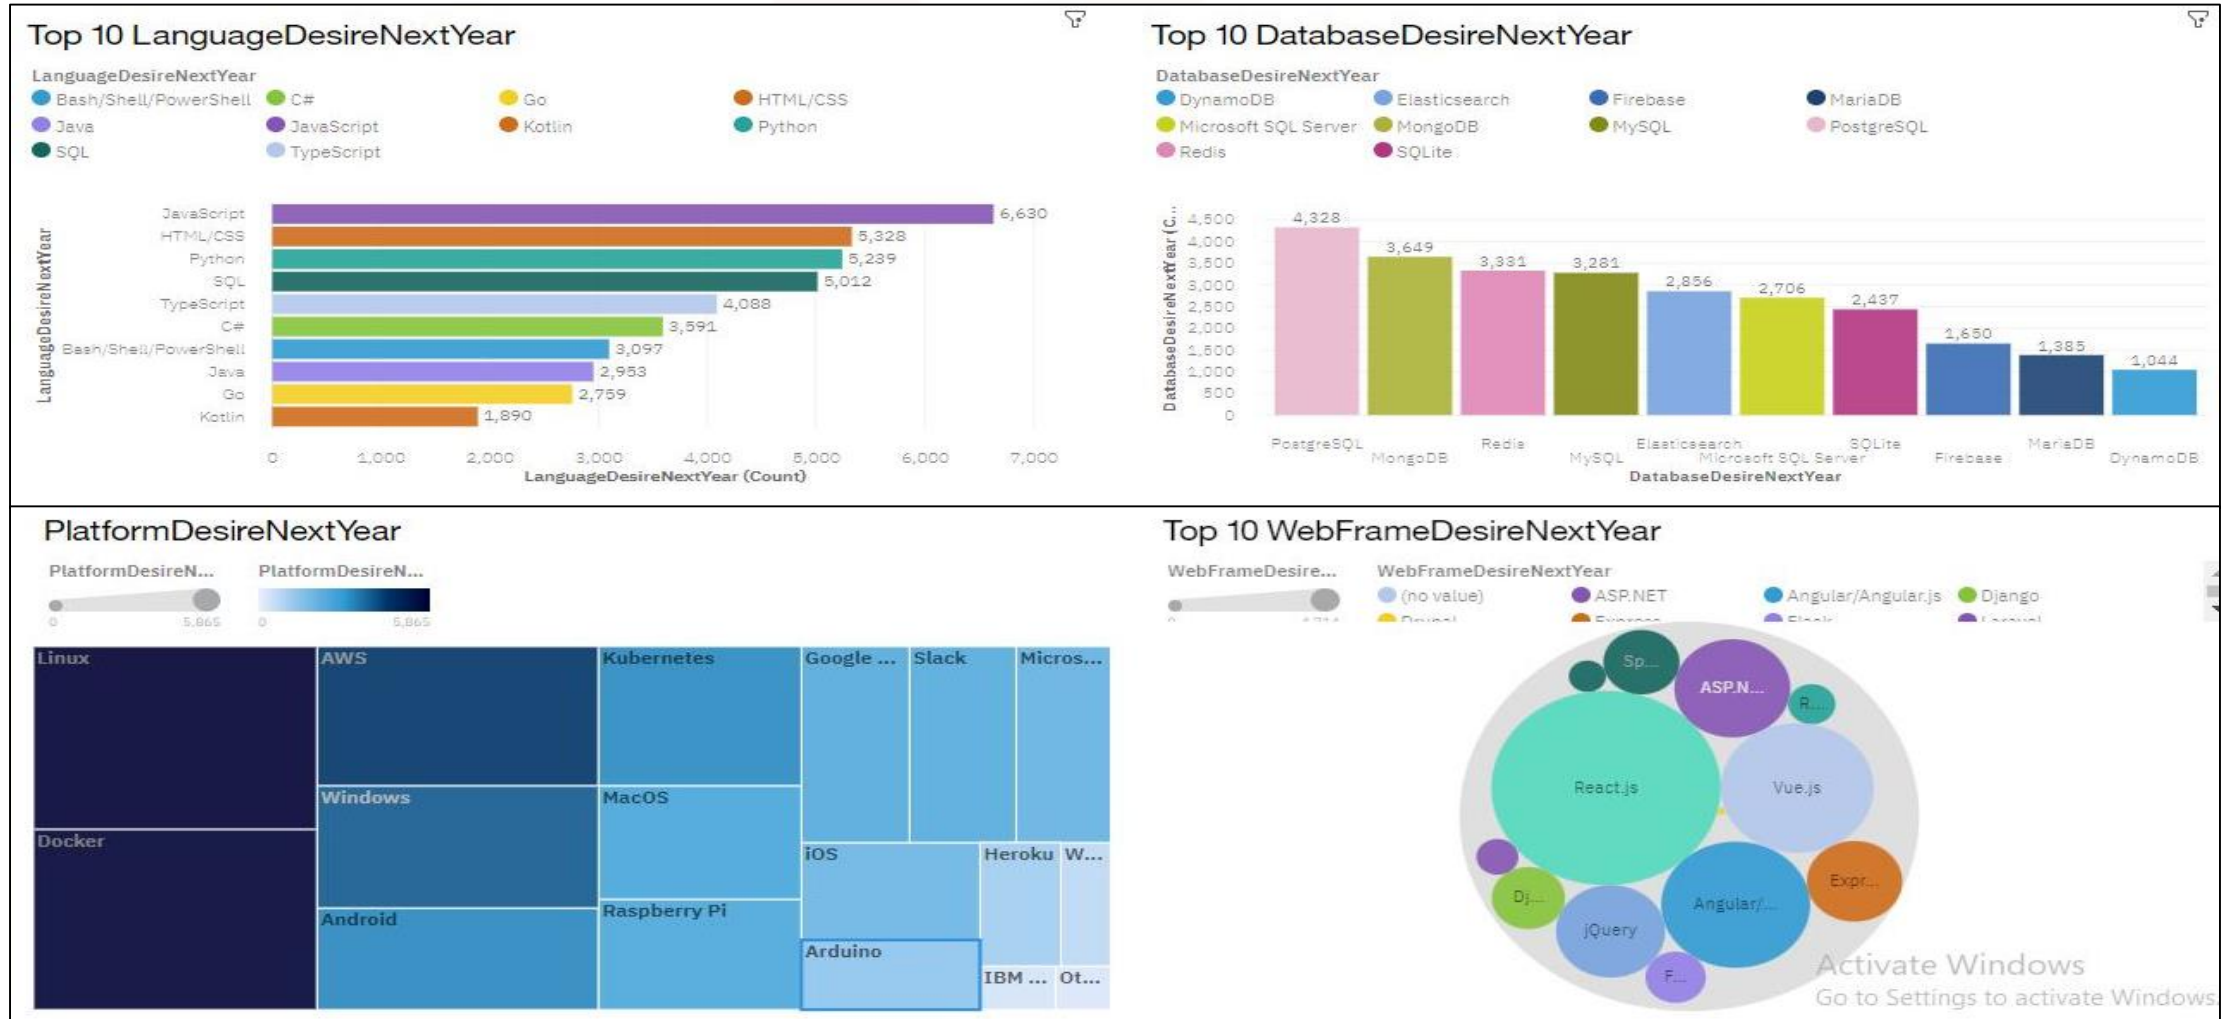 Top 10 LanguageDesireNextYear
LanguageDesireNextYear
Bash/Shell/PowerShell C# Go HTML/CSS
Java JavaScript Kotlin Python
SQL TypeScript
LanguageDesireNextYear
JavaScript 6,630
HTML/CSS 5,328
Python 5,239
SQL 5,012
TypeScript 4,088
C# 3,591
Bash/Shell/PowerShell 3,097
Java 2,953
Go 2,759
Kotlin 1,890
0 1,000 2,000 3,000 4,000 5,000 6,000 7,000
LanguageDesireNextYear (Count)
Top 10 DatabaseDesireNextYear
DatabaseDesireNextYear
DynamoDB Elasticsearch Firebase MariaDB
Microsoft SQL Server MongoDB MySQL PostgreSQL
Redis SQLite
DatabaseDesireNextYear (C...
4,500
4,000
3,500
3,000
2,500
2,000
1,500
1,000
500
0
4,328 3,649 3,331 3,281 2,856 2,706 2,437 1,650 1,385 1,044
PostgreSQL MongoDB Redis MySQL Elasticsearch Microsoft SQL Server SQLite Firebase MariaDB DynamoDB
DatabaseDesireNextYear
PlatformDesireNextYear
PlatformDesireN... PlatformDesireN...
0 5,865 0 5,865
Linux AWS Kubernetes Google ... Slack Micros...
Windows MacOS
Docker iOS Heroku W...
Android Raspberry Pi
Arduino
IBM ... Ot...
Top 10 WebFrameDesireNextYear
WebFrameDesire... WebFrameDesireNextYear
(no value) ASP.NET Angular/Angular.js Django
Drupal Express Flask Laravel
Sp...
ASP.N...
R...
React.js Vue.js
Dj... Angular/... Expr...
jQuery
F...
Activate Windows
Go to Settings to activate Windows.